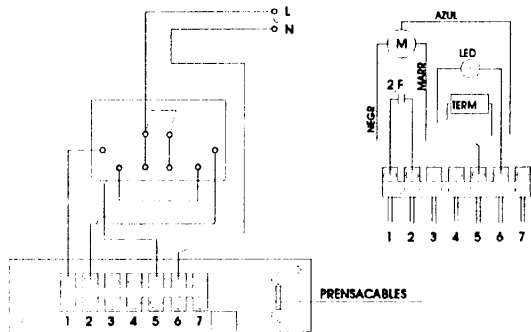 L
N
AZUL
M
LED
2 F
NEGR
MARR
TERM
1 2 3 4 5 6 7
PRENSACABLES
1 2 3 4 5 6 7